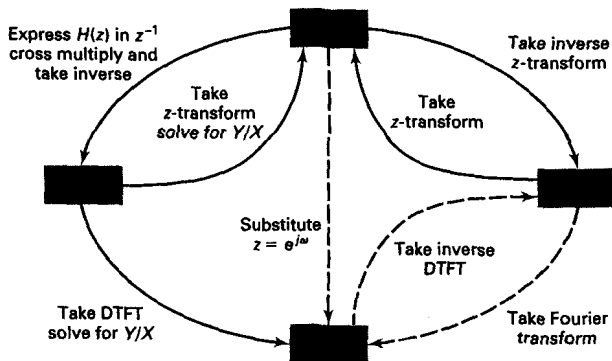 Express H(z) in z⁻¹
cross multiply and
take inverse
Take inverse
z-transform
Take
z-transform
solve for Y/X
Take
z-transform
Substitute
z = e^jω
Take inverse
DTFT
Take DTFT
solve for Y/X
Take Fourier
transform